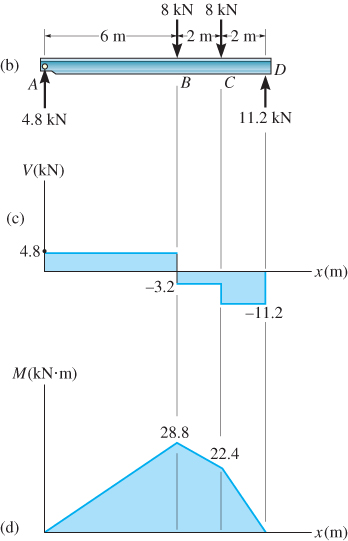 8 kN 8 kN
6 m 2 m 2 m
(b)
A B C D
4.8 kN 11.2 kN
V(kN)
(c)
4.8
x(m)
−3.2
−11.2
M(kN·m)
28.8
22.4
(d)
x(m)